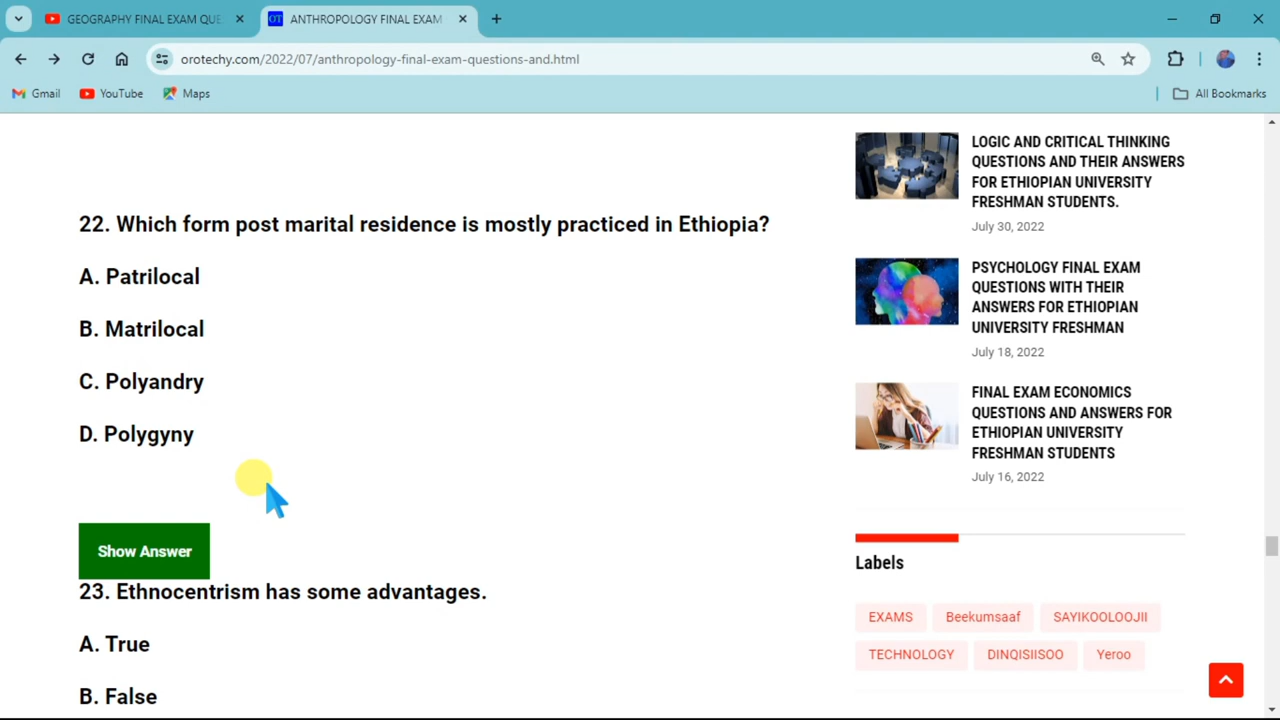 GEOGRAPHY FINAL EXAM QUE
OT
ANTHROPOLOGY FINAL EXAM
orotechy.com/2022/07/anthropology-final-exam-questions-and.html
Gmail
YouTube
Maps
All Bookmarks
22. Which form post marital residence is mostly practiced in Ethiopia?
A. Patrilocal
B. Matrilocal
C. Polyandry
D. Polygyny
Show Answer
23. Ethnocentrism has some advantages.
A. True
B. False
LOGIC AND CRITICAL THINKING
QUESTIONS AND THEIR ANSWERS
FOR ETHIOPIAN UNIVERSITY
FRESHMAN STUDENTS.
July 30, 2022
PSYCHOLOGY FINAL EXAM
QUESTIONS WITH THEIR
ANSWERS FOR ETHIOPIAN
UNIVERSITY FRESHMAN
July 18, 2022
FINAL EXAM ECONOMICS
QUESTIONS AND ANSWERS FOR
ETHIOPIAN UNIVERSITY
FRESHMAN STUDENTS
July 16, 2022
Labels
EXAMS
Beekumsaaf
SAYIKOOLOOJII
TECHNOLOGY
DINQISIISOO
Yeroo